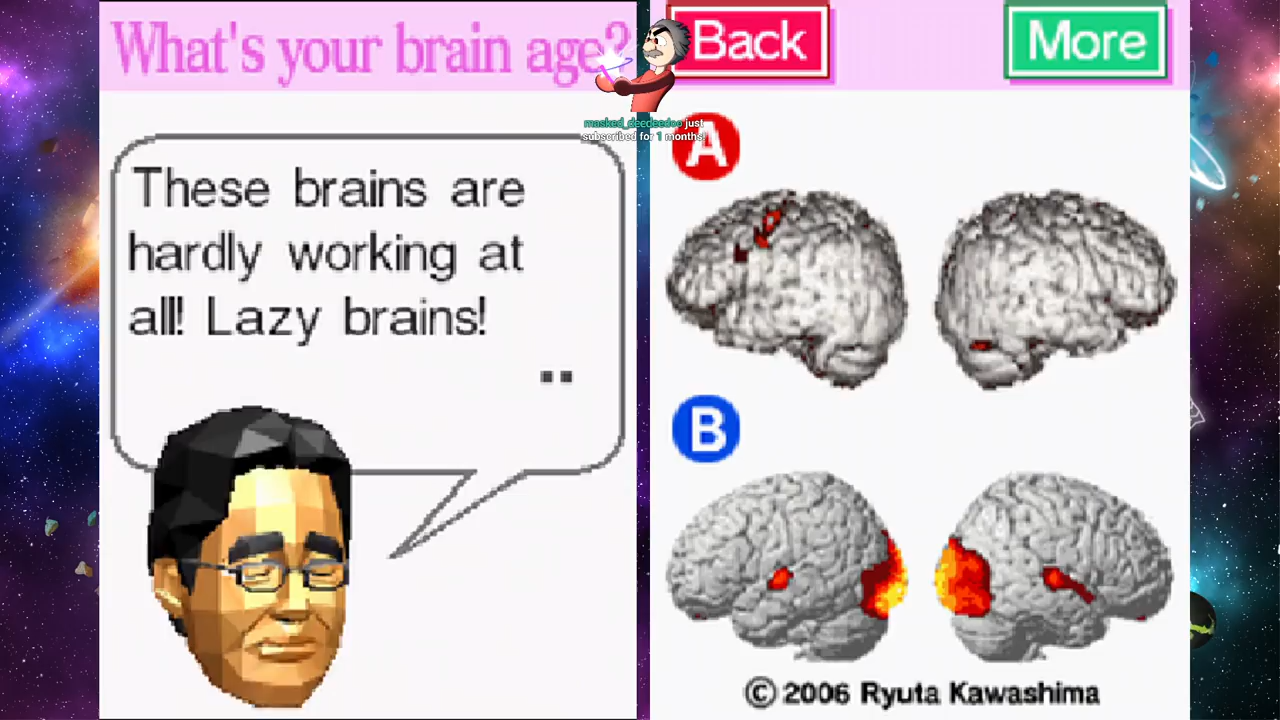 What's your brain age?
These brains are
hardly working at
all! Lazy brains!
..
masked_deedeedoo just
subscribed for 1 months!
Back
More
A
B
© 2006 Ryuta Kawashima